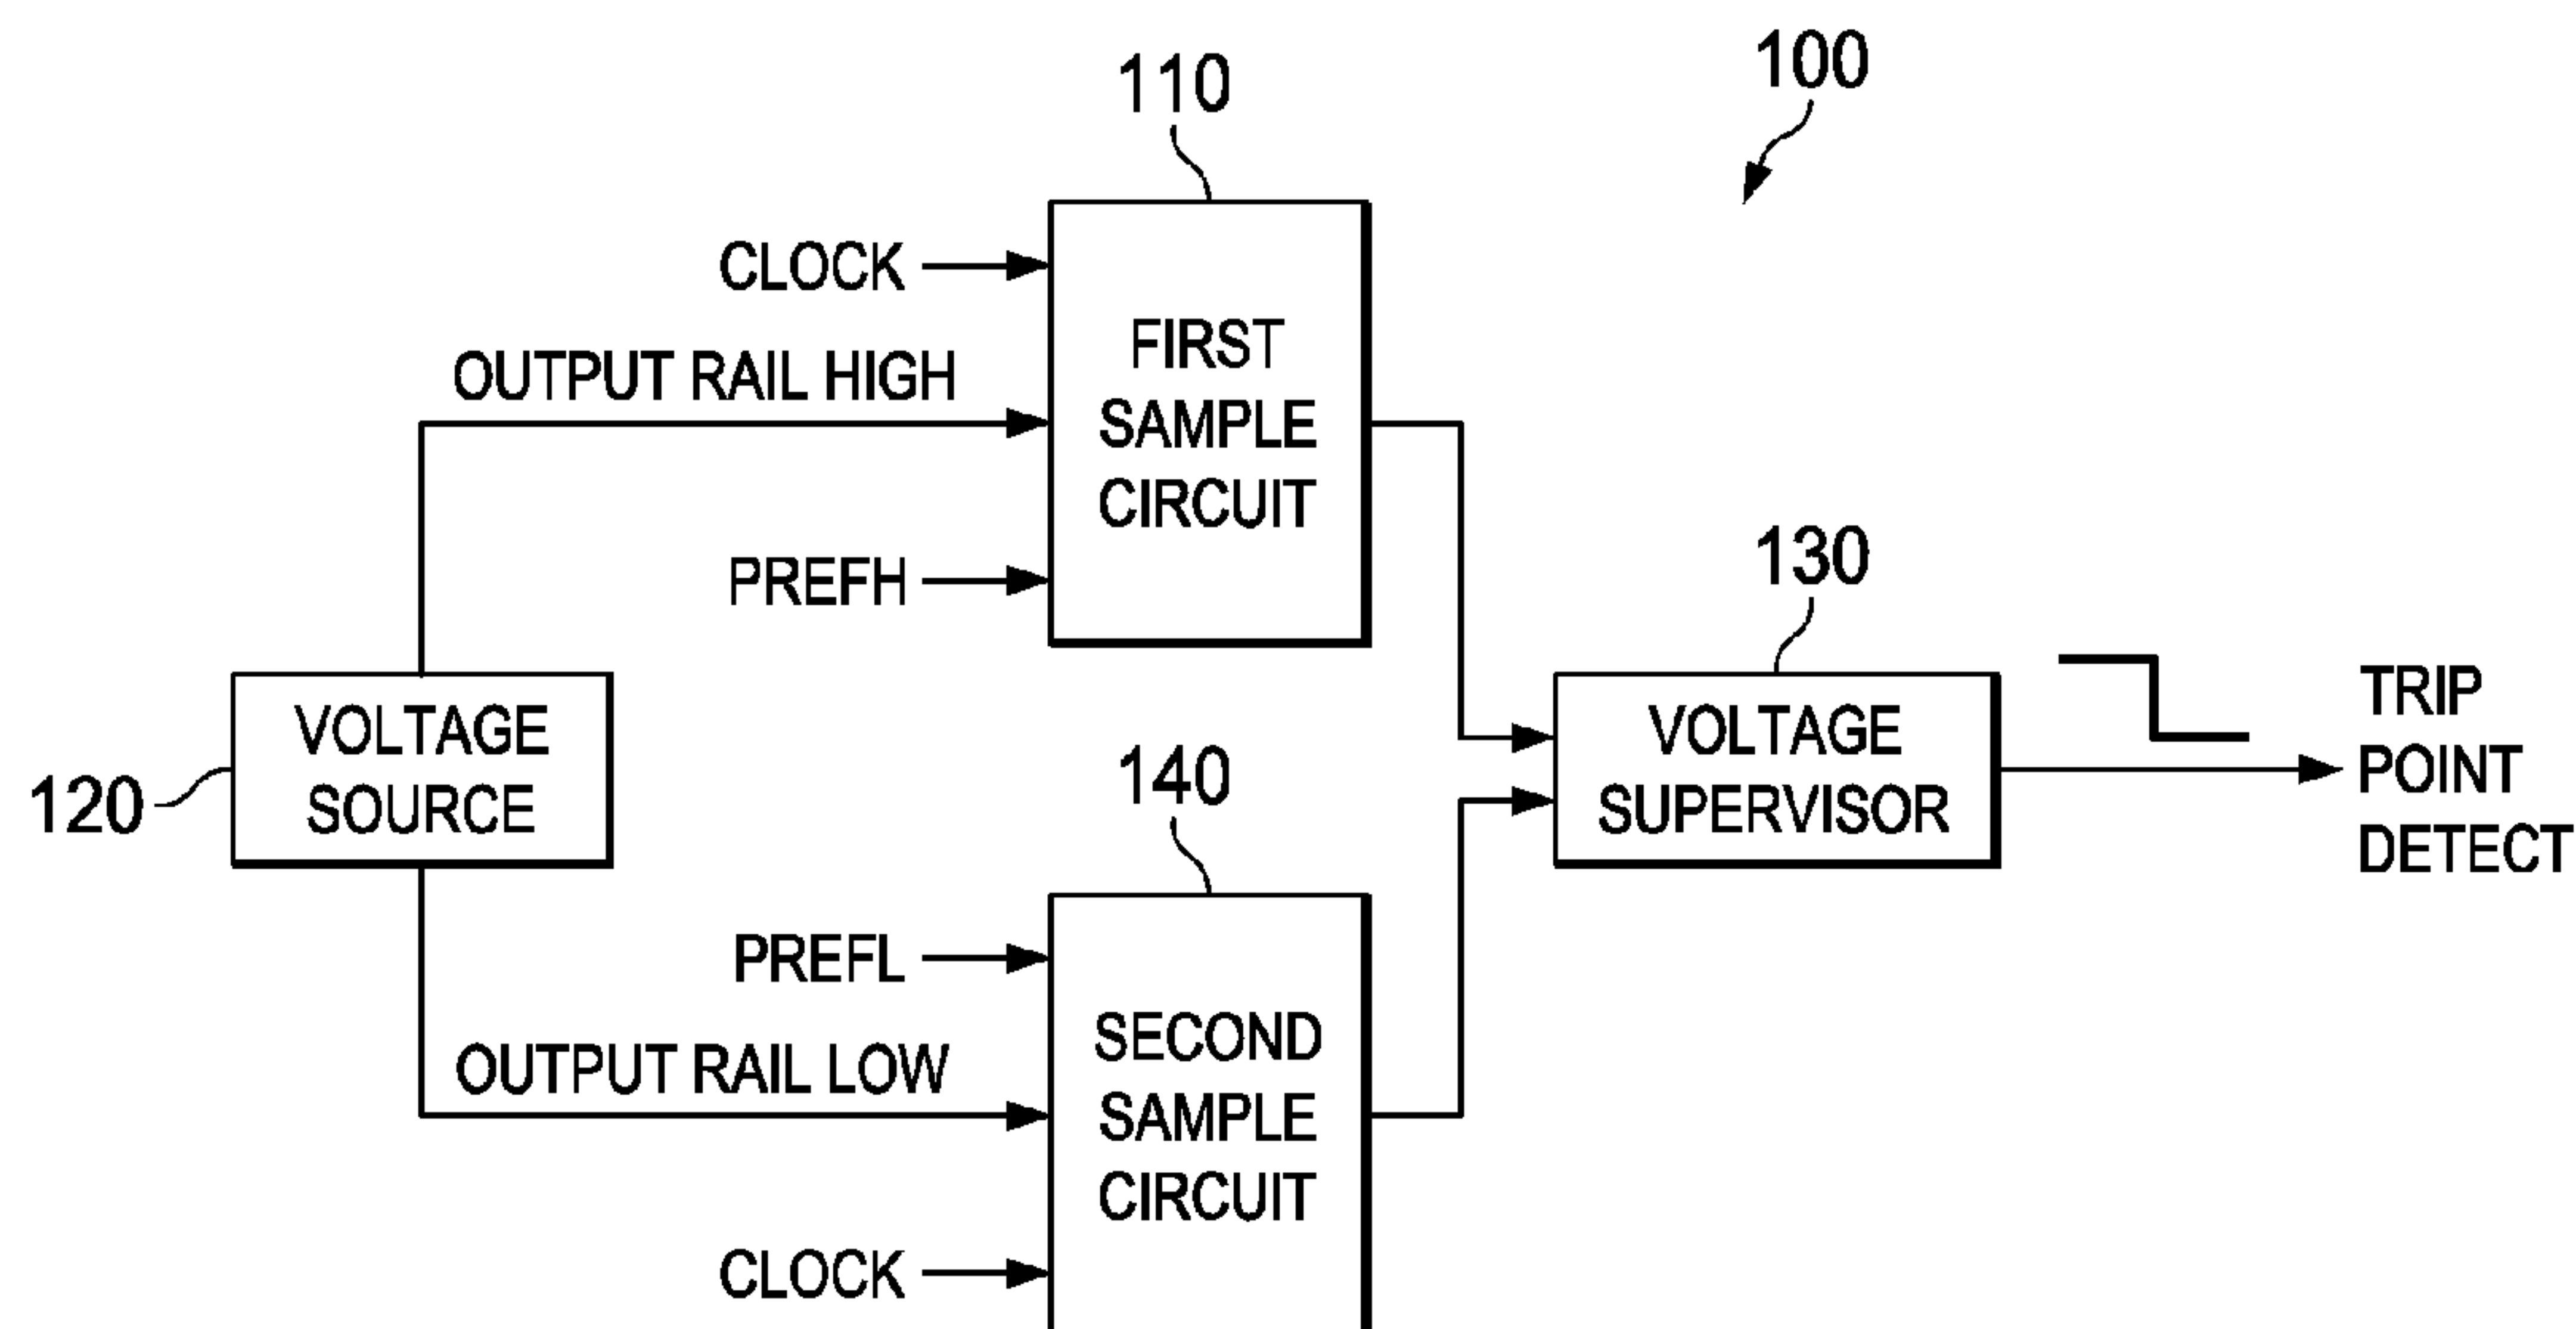 100
110
CLOCK
OUTPUT RAIL HIGH
PREFH
FIRST
SAMPLE
CIRCUIT
120
VOLTAGE
SOURCE
130
VOLTAGE
SUPERVISOR
TRIP
POINT
DETECT
140
PREFL
OUTPUT RAIL LOW
CLOCK
SECOND
SAMPLE
CIRCUIT